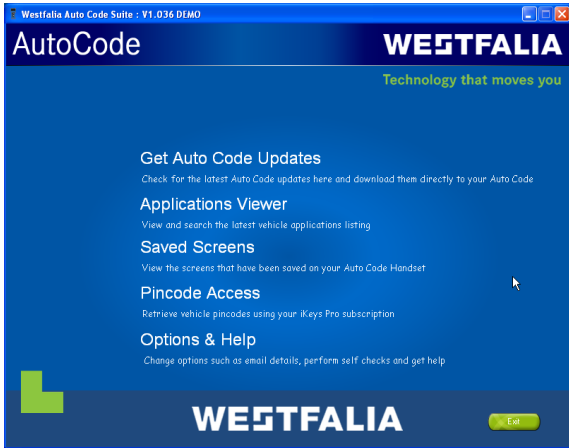 Westfalia Auto Code Suite : V1.036 DEMO
AutoCode
WESTFALIA
Technology that moves you
Get Auto Code Updates
Check for the latest Auto Code updates here and download them directly to your Auto Code
Applications Viewer
View and search the latest vehicle applications listing
Saved Screens
View the screens that have been saved on your Auto Code Handset
Pincode Access
Retrieve vehicle pincodes using your iKeys Pro subscription
Options & Help
Change options such as email details, perform self checks and get help
WESTFALIA
Exit